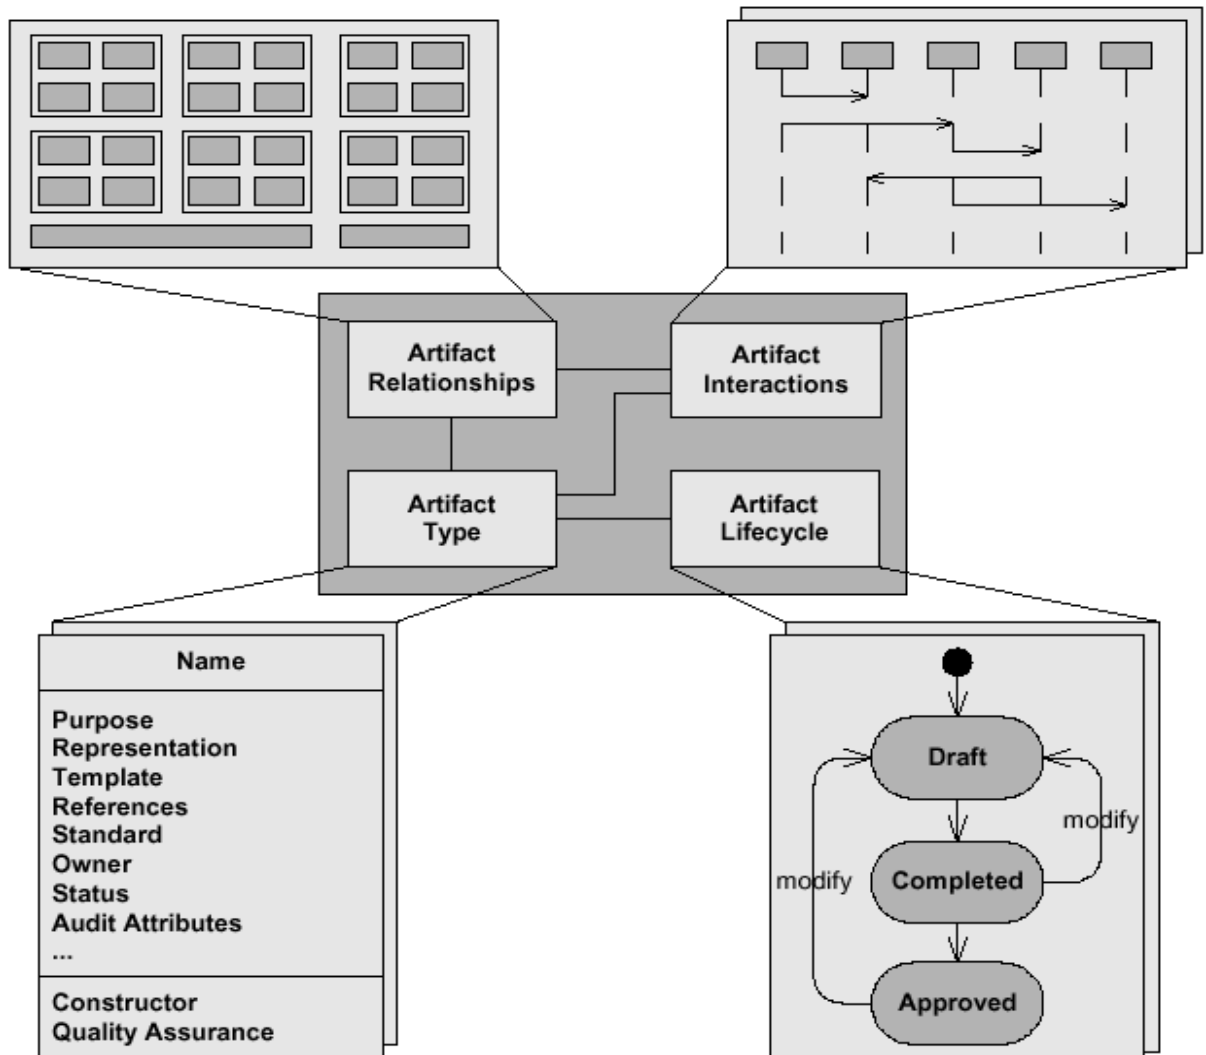 Artifact
Relationships
Artifact
Interactions
Artifact
Type
Artifact
Lifecycle
Name
Purpose
Representation
Template
References
Standard
Owner
Status
Audit Attributes
...
Constructor
Quality Assurance
Draft
modify
modify
Completed
Approved